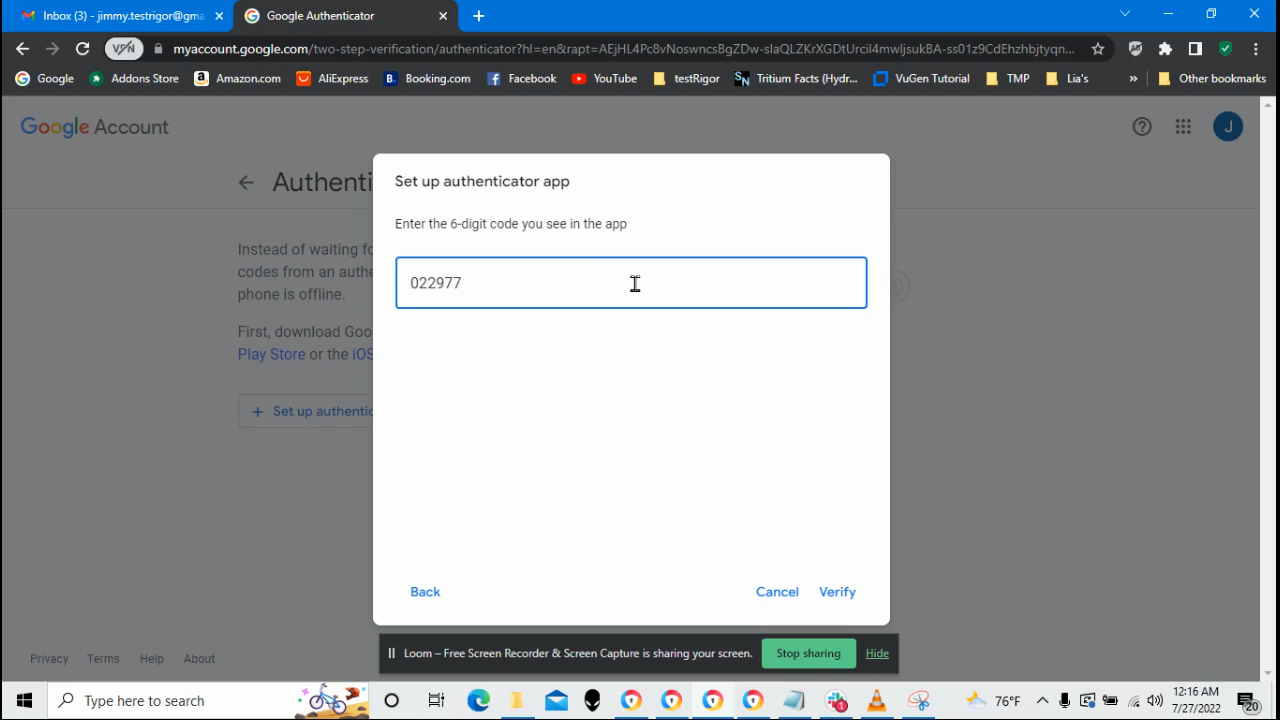 Inbox (3) - jimmy.testrigor@gma
Google Authenticator
VPN
myaccount.google.com/two-step-verification/authenticator?hl=en&rapt=AEjHL4Pc8vNoswncsBgZDw-slaQLZKrXGDtUrcil4mwljsukBA-ss01z9CdEhzhbjtyqn...
Google
Addons Store
Amazon.com
AliExpress
Booking.com
Facebook
YouTube
testRigor
Tritium Facts (Hydr...
VuGen Tutorial
TMP
Lia's
»
Other bookmarks
Google Account
J
Authenti
Set up authenticator app
Enter the 6-digit code you see in the app
Instead of waiting fo
codes from an authe
phone is offline.
022977
First, download Goo
Play Store or the iOS
+ Set up authentic
Back
Cancel
Verify
Privacy
Terms
Help
About
Loom – Free Screen Recorder & Screen Capture is sharing your screen.
Stop sharing
Hide
Type here to search
76°F
12:16 AM
7/27/2022
20